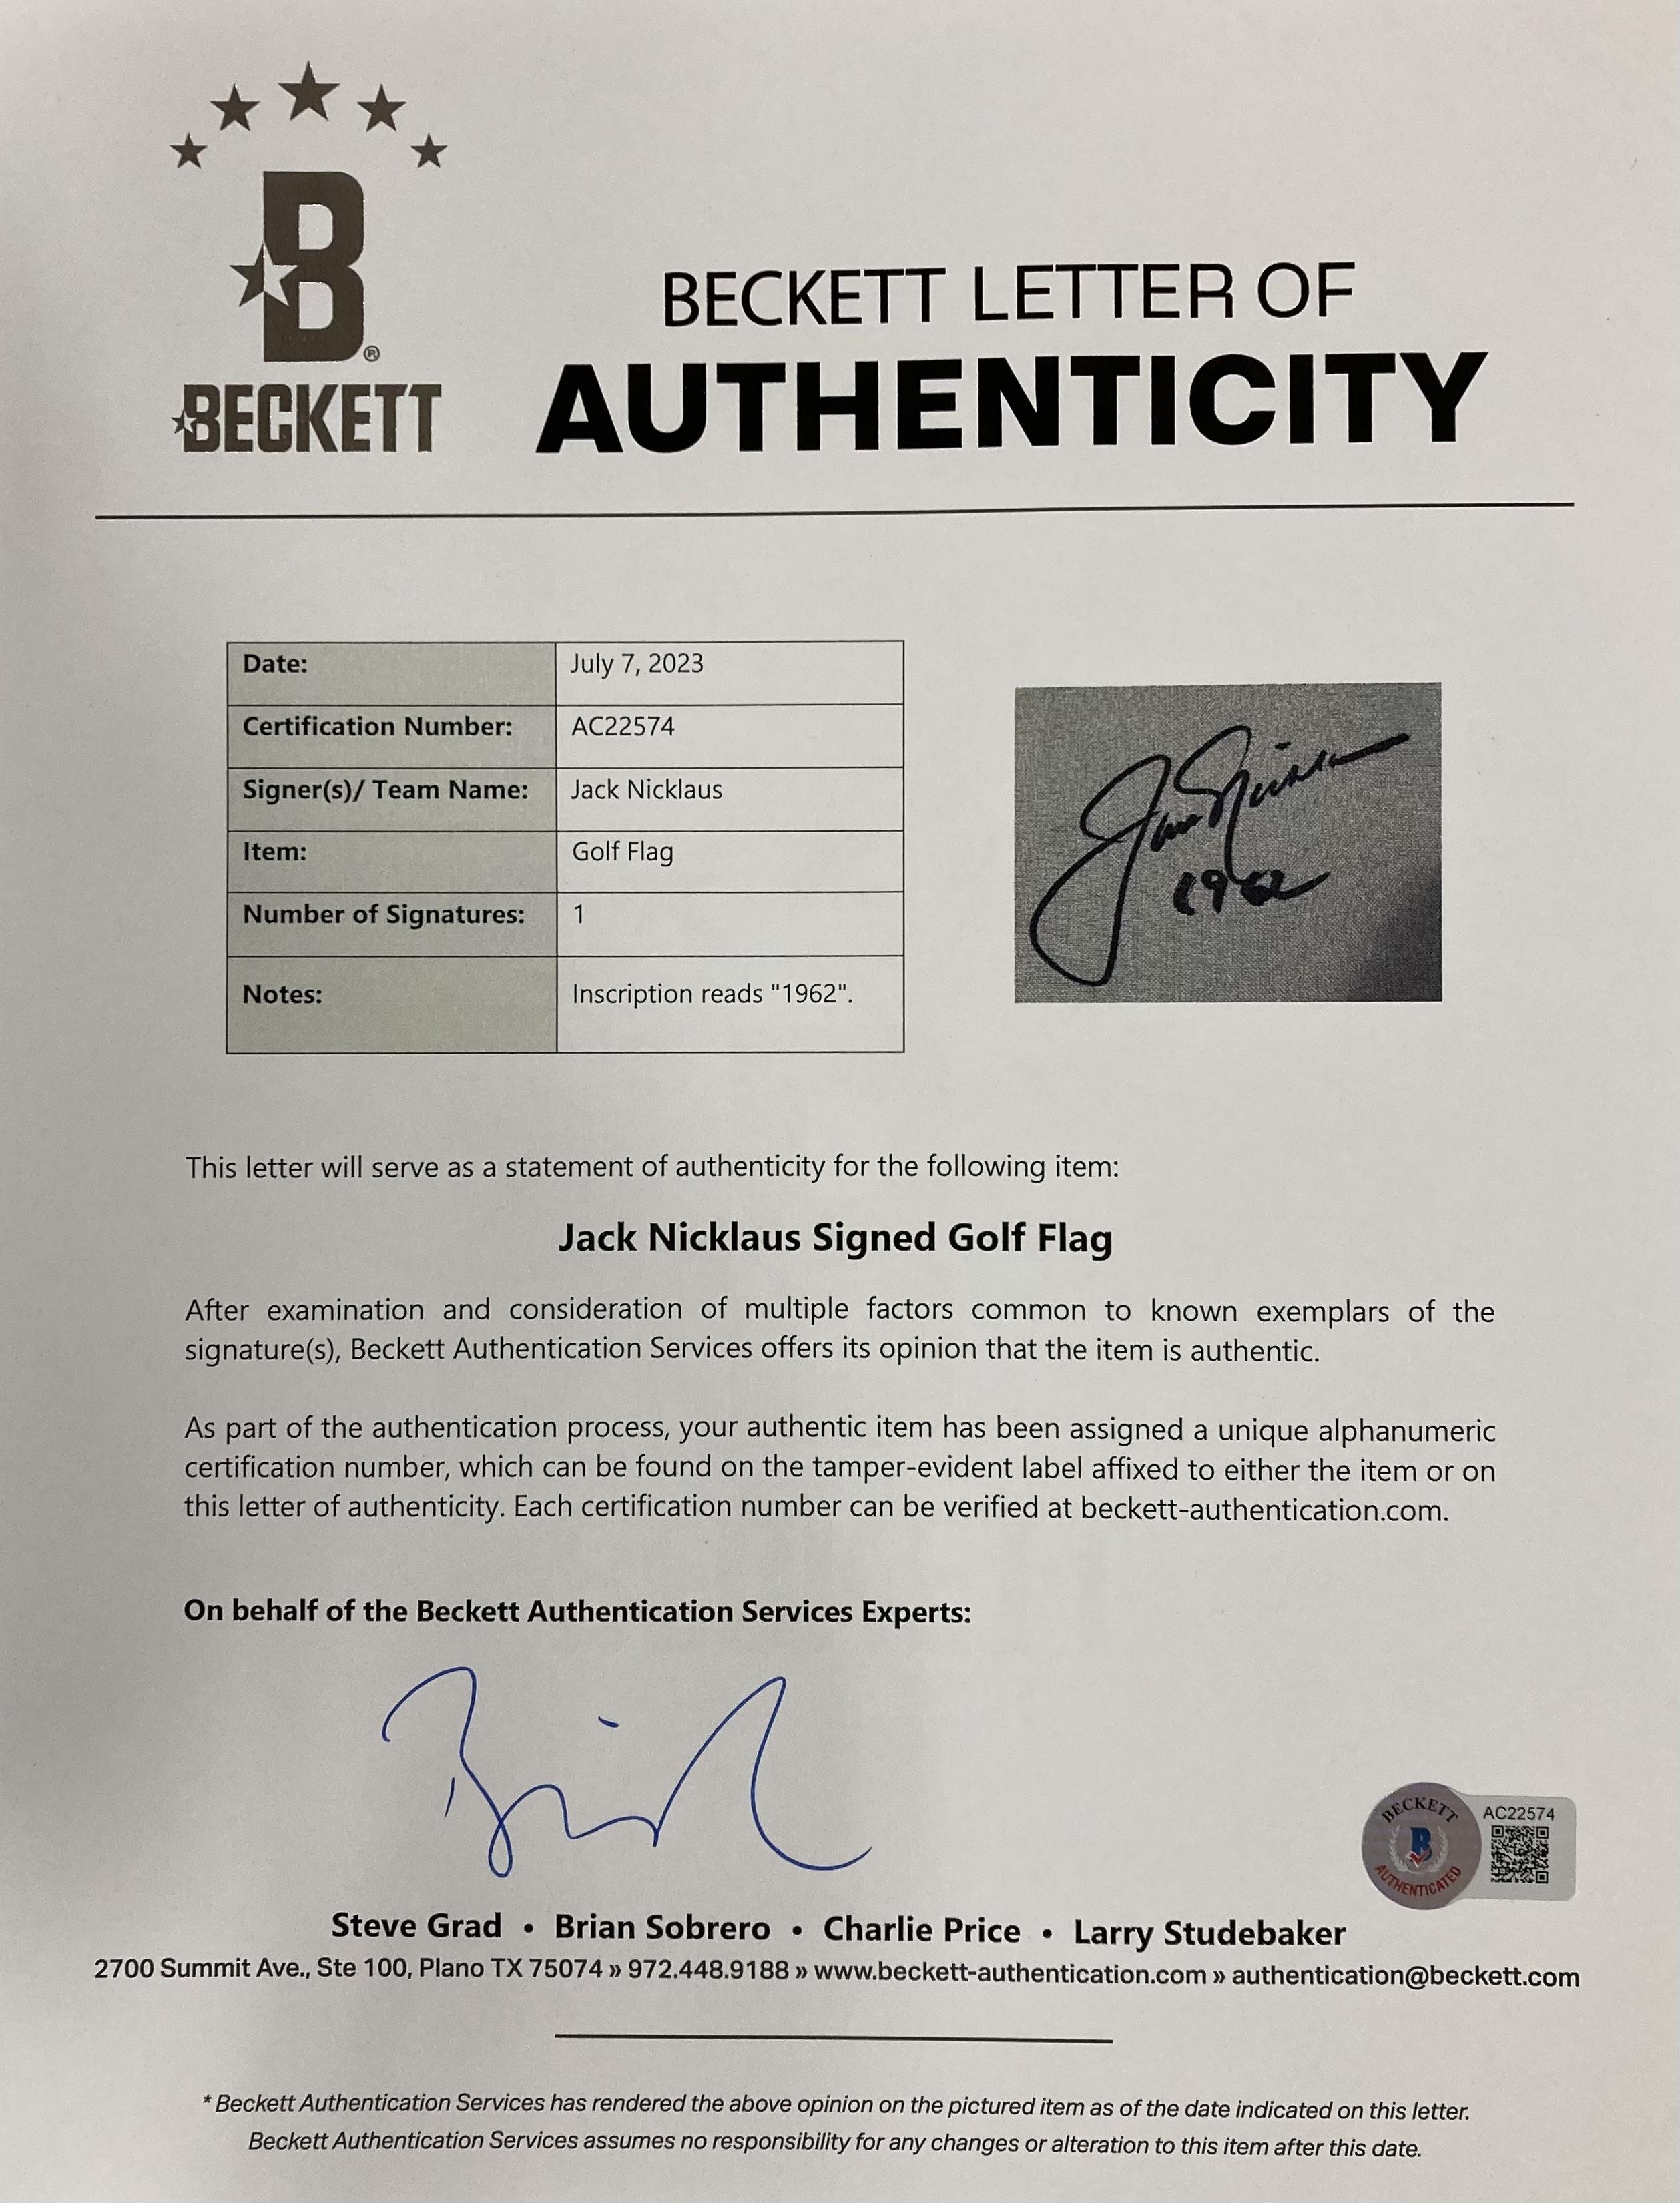 B®
BECKETT
BECKETT LETTER OF
AUTHENTICITY
Date: July 7, 2023
Certification Number: AC22574
Signer(s)/ Team Name: Jack Nicklaus
Item: Golf Flag
Number of Signatures: 1
Notes: Inscription reads "1962".
Jack Nicklaus
1962
This letter will serve as a statement of authenticity for the following item:
Jack Nicklaus Signed Golf Flag
After examination and consideration of multiple factors common to known exemplars of the
signature(s), Beckett Authentication Services offers its opinion that the item is authentic.
As part of the authentication process, your authentic item has been assigned a unique alphanumeric
certification number, which can be found on the tamper-evident label affixed to either the item or on
this letter of authenticity. Each certification number can be verified at beckett-authentication.com.
On behalf of the Beckett Authentication Services Experts:
BECKETT
B
AUTHENTICATED
AC22574
Steve Grad • Brian Sobrero • Charlie Price • Larry Studebaker
2700 Summit Ave., Ste 100, Plano TX 75074 » 972.448.9188 » www.beckett-authentication.com » authentication@beckett.com
* Beckett Authentication Services has rendered the above opinion on the pictured item as of the date indicated on this letter.
Beckett Authentication Services assumes no responsibility for any changes or alteration to this item after this date.